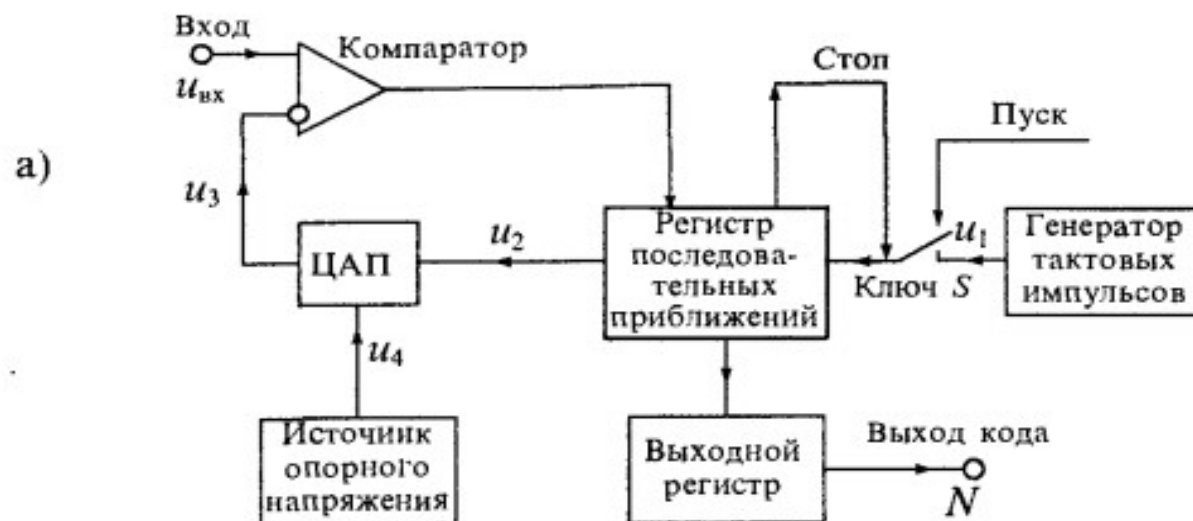 Вход
Компаратор
uвх
Стоп
Пуск
а)
u3
u2
Регистр
последова-
тельных
приближений
u1
Генератор
тактовых
импульсов
ЦАП
Ключ S
u4
Источник
опорного
напряжения
Выходной
регистр
Выход кода
N